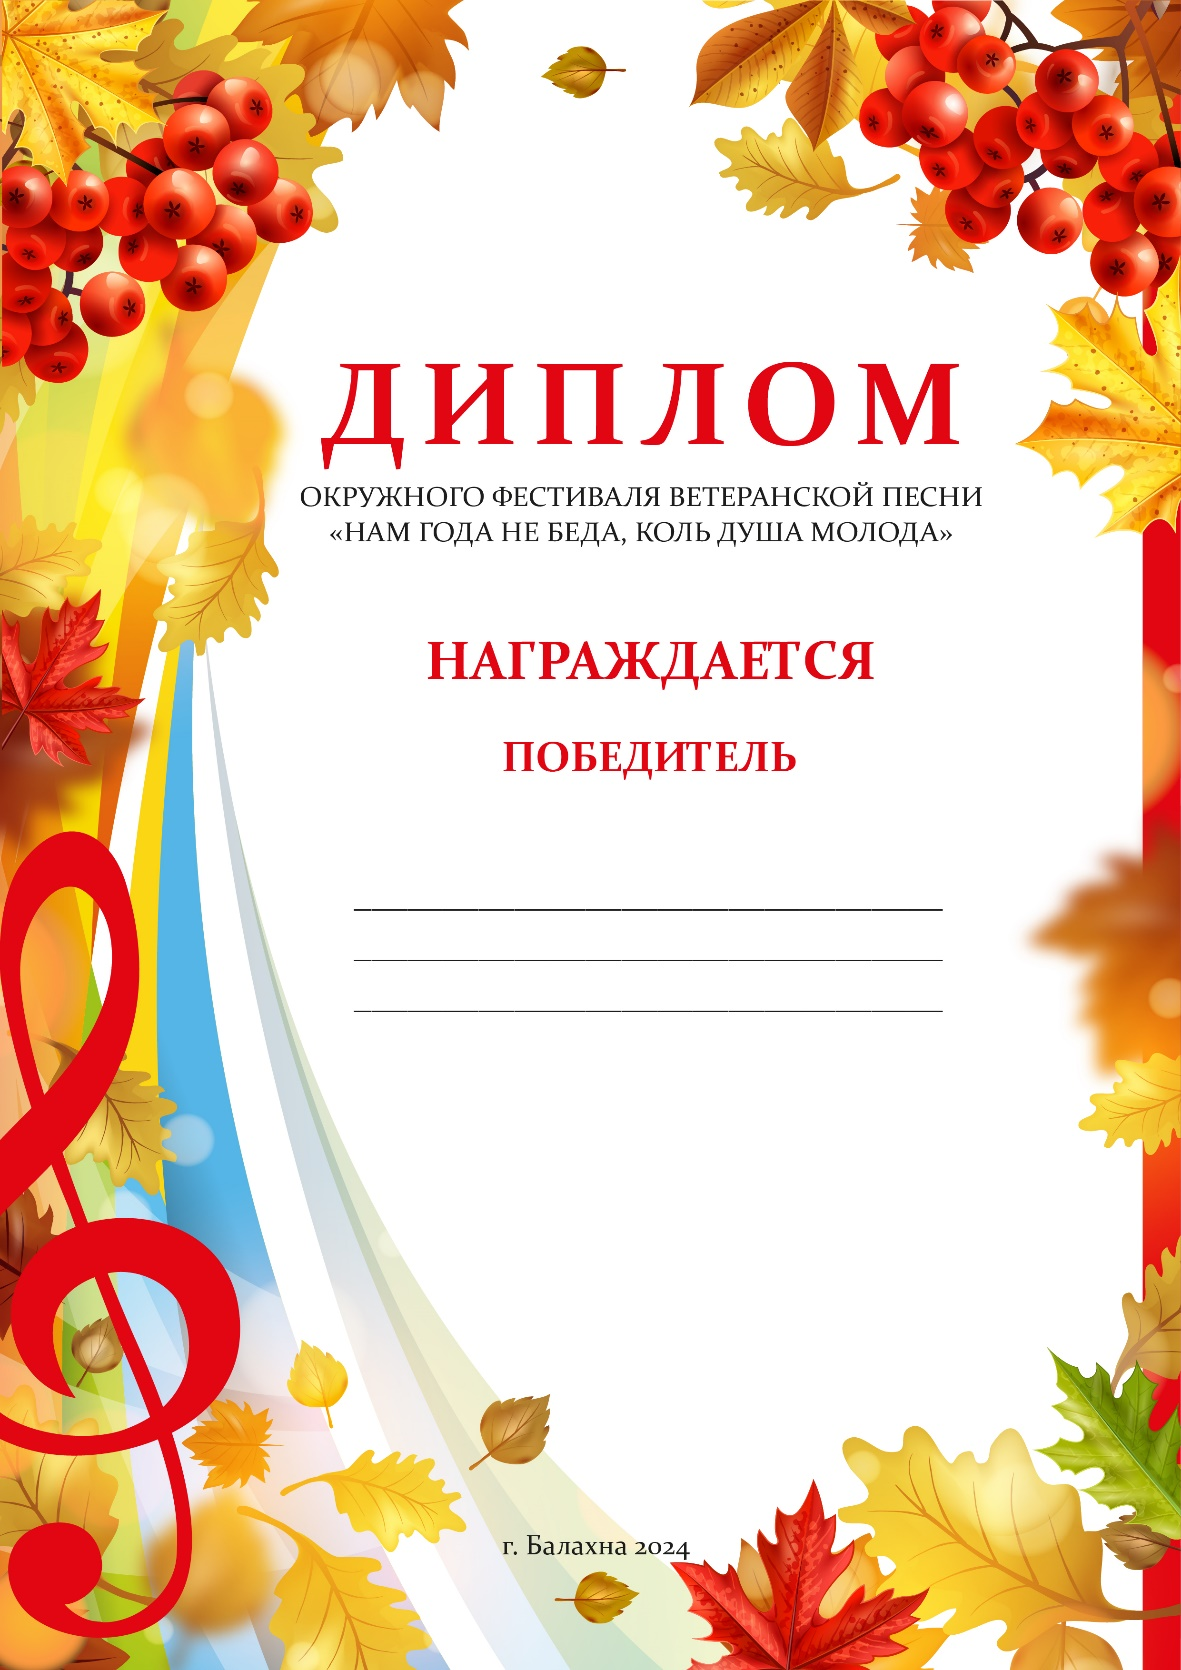 ДИПЛОМ
ОКРУЖНОГО ФЕСТИВАЛЯ ВЕТЕРАНСКОЙ ПЕСНИ
«НАМ ГОДА НЕ БЕДА, КОЛЬ ДУША МОЛОДА»
НАГРАЖДАЕТСЯ
ПОБЕДИТЕЛЬ
г. Балахна 2024